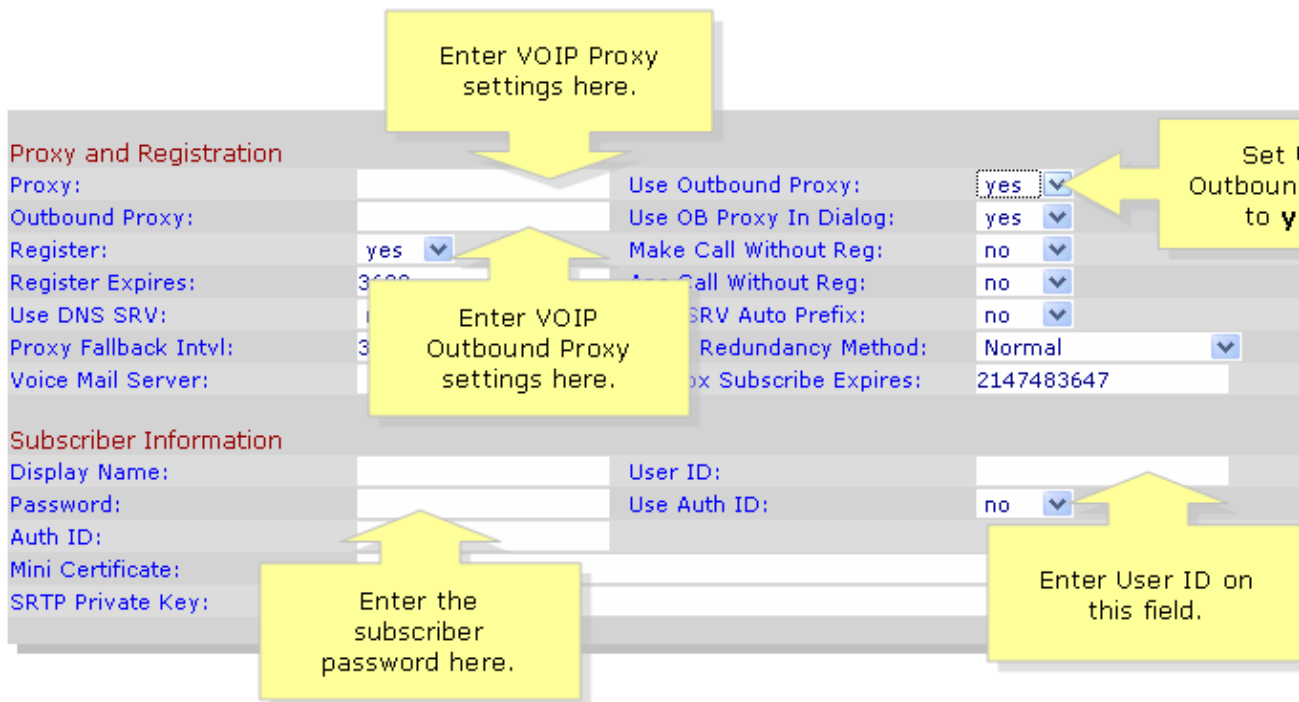 Enter VOIP Proxy
settings here.
Proxy and Registration
Proxy:
Use Outbound Proxy: yes
Set
Outboun
to y
Outbound Proxy:
Use OB Proxy In Dialog: yes
Register: yes
Make Call Without Reg: no
Register Expires:
Call Without Reg: no
Use DNS SRV:
SRV Auto Prefix: no
Proxy Fallback Intvl: 3
Redundancy Method: Normal
Voice Mail Server:
Subscribe Expires: 2147483647
Enter VOIP
Outbound Proxy
settings here.
Subscriber Information
Display Name:
User ID:
Password:
Use Auth ID: no
Auth ID:
Mini Certificate:
SRTP Private Key:
Enter the
subscriber
password here.
Enter User ID on
this field.